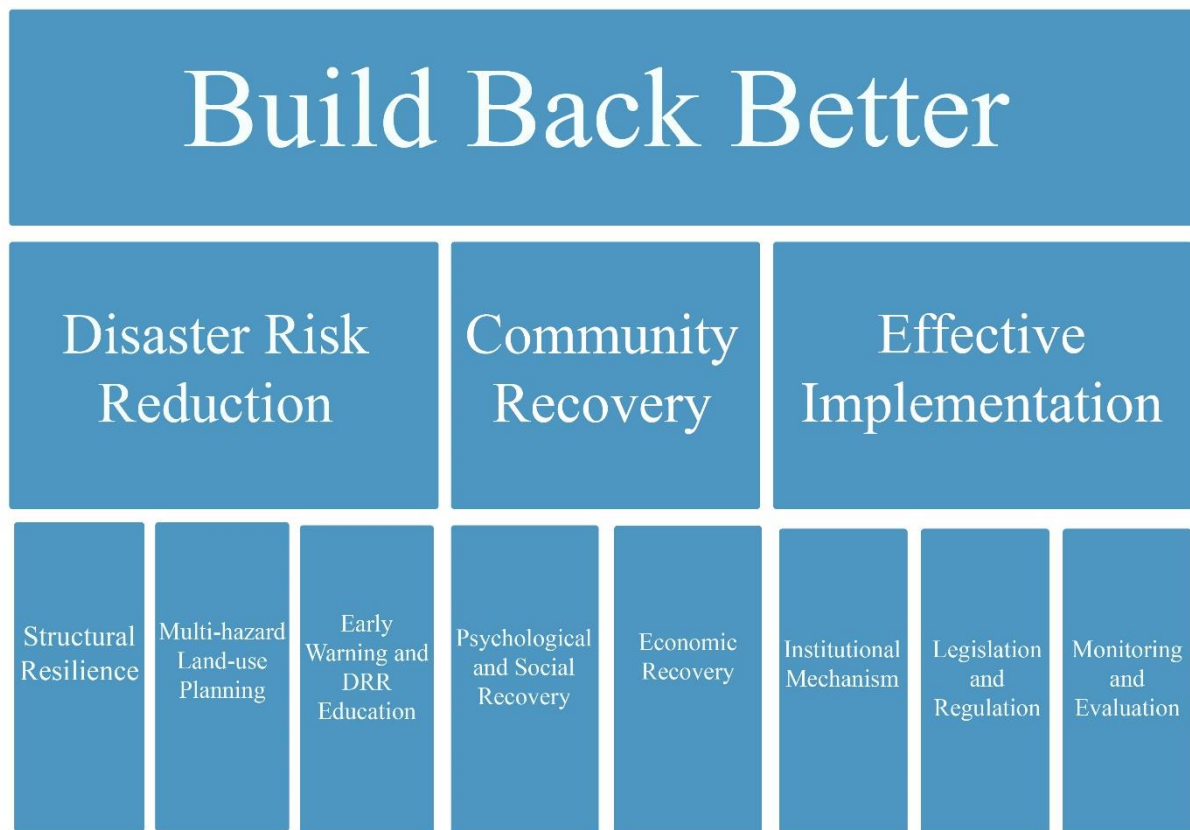 Build Back Better
Disaster Risk
Reduction
Community
Recovery
Effective
Implementation
Structural
Resilience
Multi-hazard
Land-use
Planning
Early
Warning and
DRR
Education
Psychological
and Social
Recovery
Economic
Recovery
Institutional
Mechanism
Legislation
and
Regulation
Monitoring
and
Evaluation